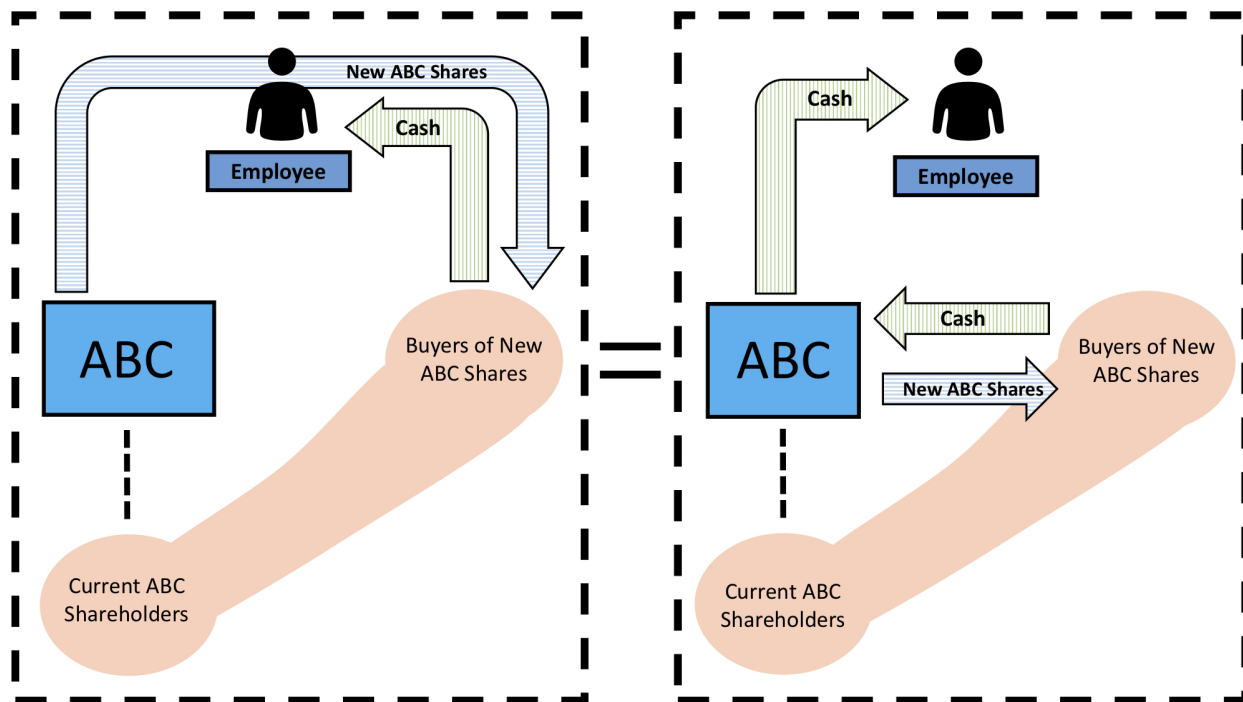 New ABC Shares
Cash
Employee
ABC
Buyers of New
ABC Shares
Current ABC
Shareholders
=
Cash
Employee
Cash
ABC
New ABC Shares
Buyers of New
ABC Shares
Current ABC
Shareholders